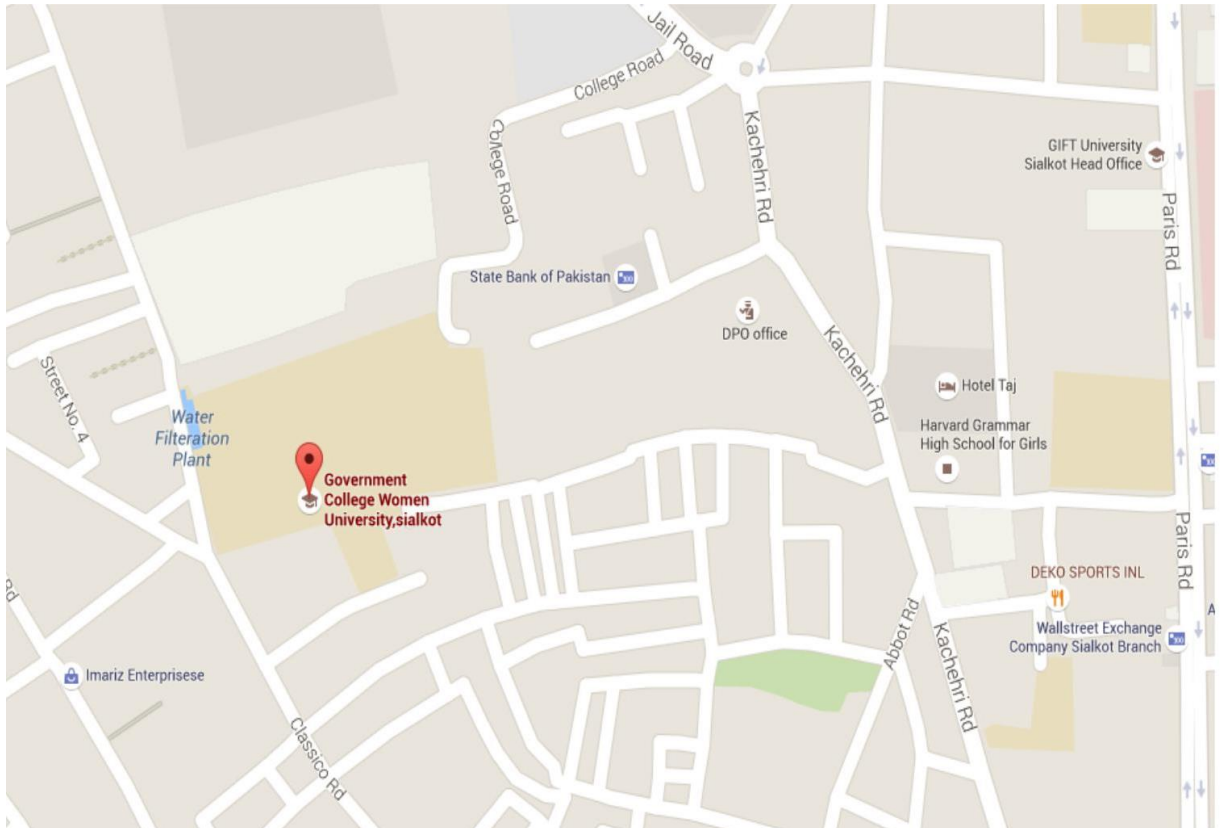 Jail Road
College Road
College Road
Kachehri Rd
GIFT University
Sialkot Head Office
Paris Rd
State Bank of Pakistan
100
DPO office
Kachehri Rd
Street No. 4
Hotel Taj
Water
Filteration
Plant
Harvard Grammar
High School for Girls
Government
College Women
University,sialkot
Paris Rd
DEKO SPORTS INL
Rd
Abbot Rd
Kachehri Rd
Wallstreet Exchange
Company Sialkot Branch
100
A
Imariz Enterprisese
Classico Rd